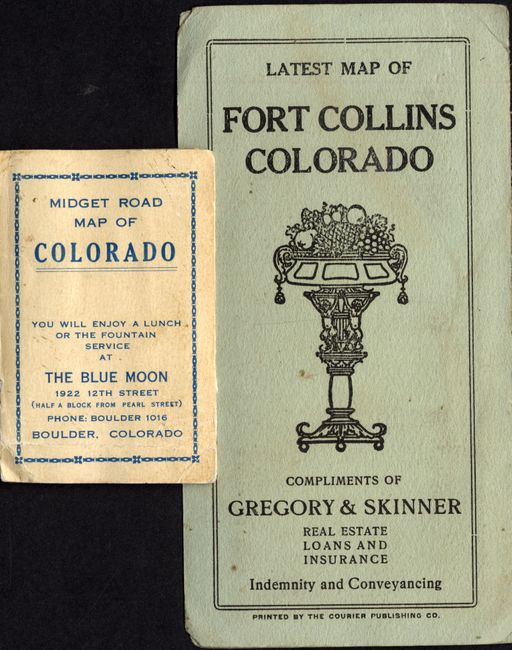 MIDGET ROAD
MAP OF
COLORADO
YOU WILL ENJOY A LUNCH
OR THE FOUNTAIN
SERVICE
AT
THE BLUE MOON
1922 12TH STREET
(HALF A BLOCK FROM PEARL STREET)
PHONE: BOULDER 1016
BOULDER, COLORADO
LATEST MAP OF
FORT COLLINS
COLORADO
COMPLIMENTS OF
GREGORY & SKINNER
REAL ESTATE
LOANS AND
INSURANCE
Indemnity and Conveyancing
PRINTED BY THE COURIER PUBLISHING CO.